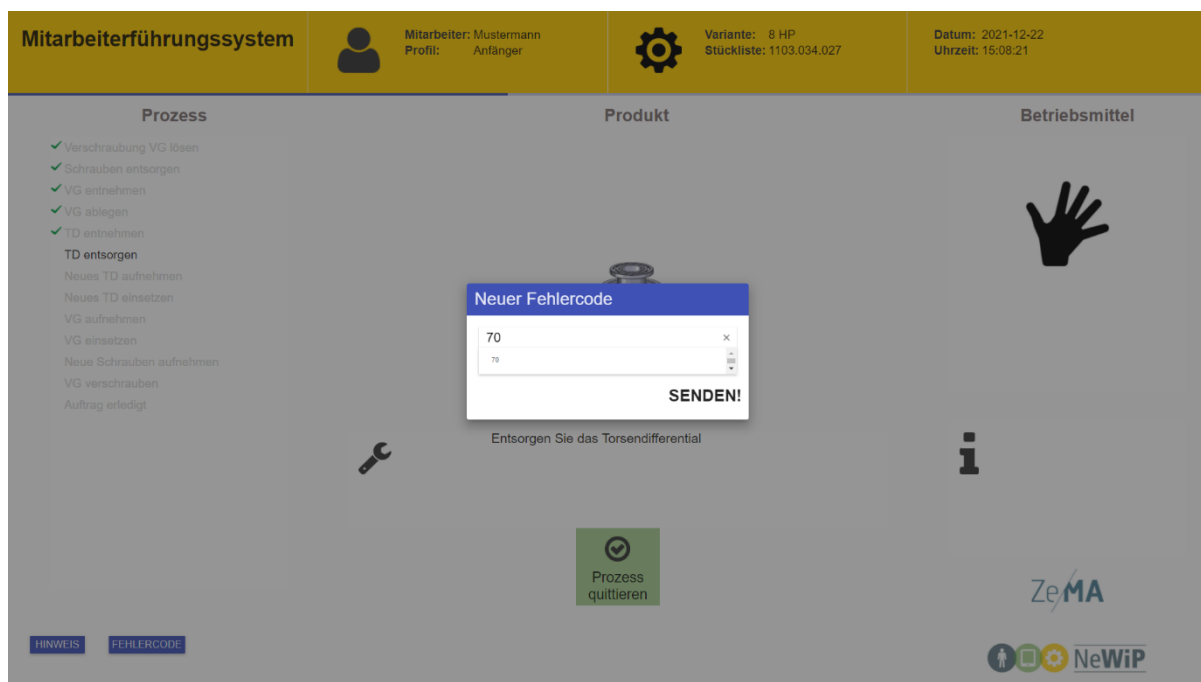 Mitarbeiterführungssystem
Mitarbeiter: Mustermann
Profil: Anfänger
Variante: 8 HP
Stückliste: 1103.034.027
Datum: 2021-12-22
Uhrzeit: 15:08:21
Prozess
Produkt
Betriebsmittel
Verschraubung VG lösen
Schrauben entsorgen
VG entnehmen
VG ablegen
TD entnehmen
TD entsorgen
Neues TD aufnehmen
Neues TD einsetzen
VG aufnehmen
VG einsetzen
Neue Schrauben aufnehmen
VG verschrauben
Auftrag erledigt
Neuer Fehlercode
70
70
SENDEN!
Entsorgen Sie das Torsendifferential
Prozess
quittieren
HINWEIS
FEHLERCODE
ZeMA
NeWiP